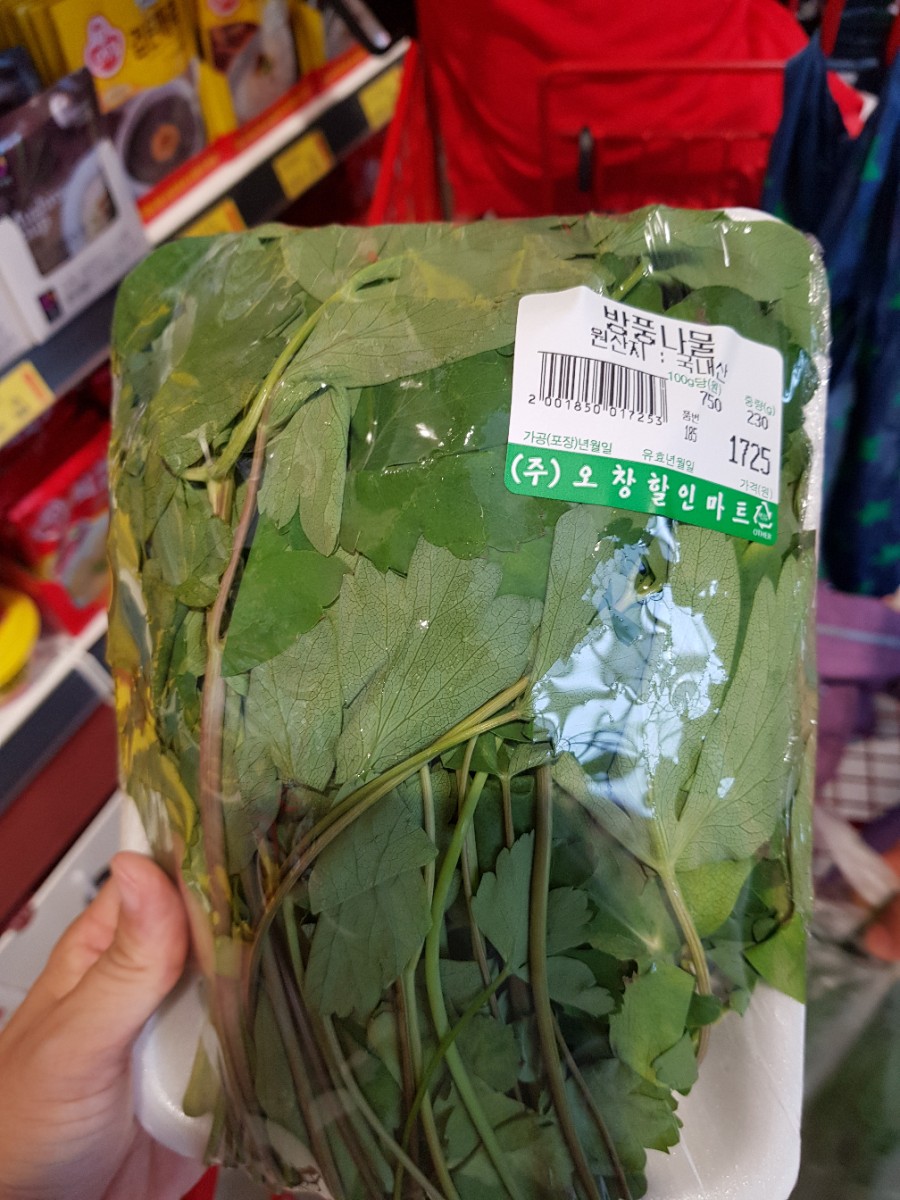 방풍나물
원산지 : 국내산
100g당(원)
750
중량(g)
230
품번
185
2 001850 017253
1725
가공(포장)년월일
유효년월일
가격(원)
(주) 오창할인마트
OTHER